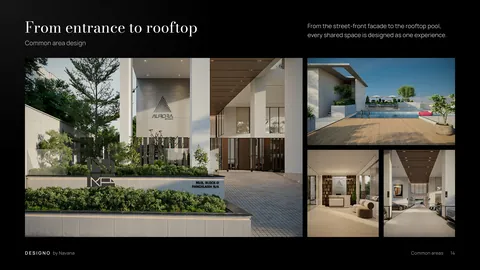 From entrance to rooftop
Common area design
From the street-front facade to the rooftop pool,
every shared space is designed as one experience.
DESIGNO by Navana
Common areas 14